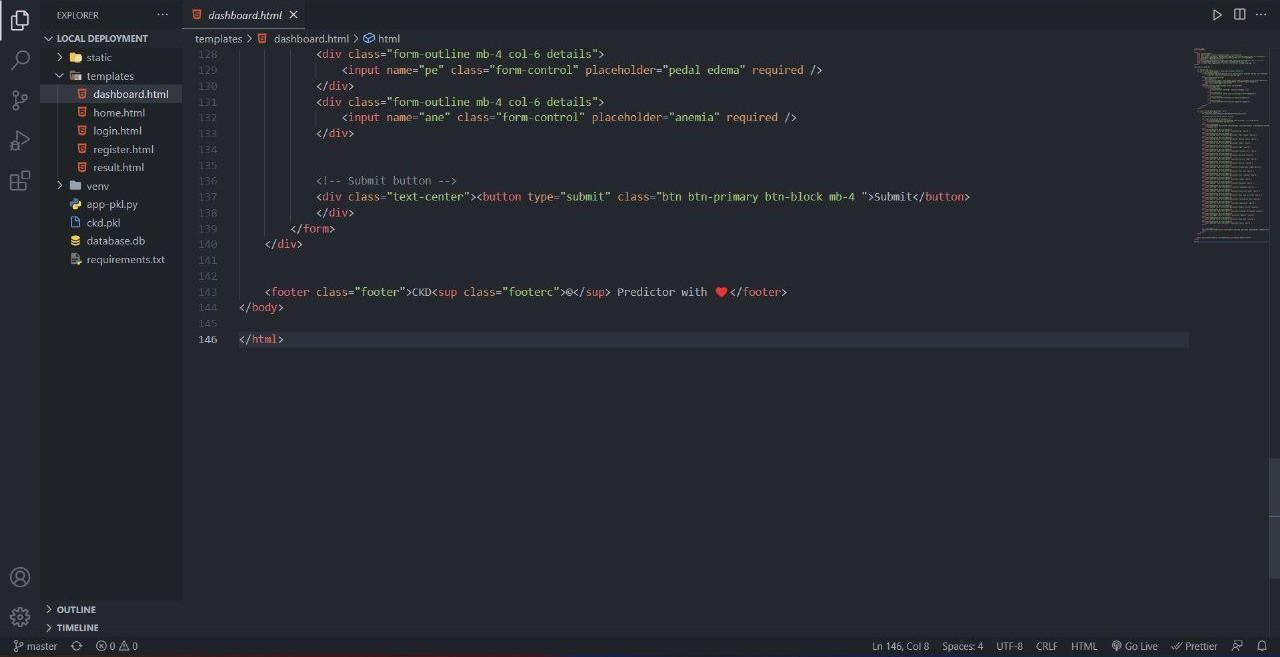 EXPLORER
LOCAL DEPLOYMENT
static
templates
dashboard.html
home.html
login.html
register.html
result.html
venv
app-pkl.py
ckd.pkl
database.db
requirements.txt
OUTLINE
TIMELINE
dashboard.html
templates > dashboard.html > html
128 <div class="form-outline mb-4 col-6 details">
129 <input name="pe" class="form-control" placeholder="pedal edema" required />
130 </div>
131 <div class="form-outline mb-4 col-6 details">
132 <input name="ane" class="form-control" placeholder="anemia" required />
133 </div>
134
135
136 <!-- Submit button -->
137 <div class="text-center"><button type="submit" class="btn btn-primary btn-block mb-4 ">Submit</button>
138 </div>
139 </form>
140 </div>
141
142
143 <footer class="footer">CKD<sup class="footerc">©</sup> Predictor with ❤️</footer>
144 </body>
145
146 </html>
master 0 0 Ln 146, Col 8 Spaces: 4 UTF-8 CRLF HTML Go Live Prettier